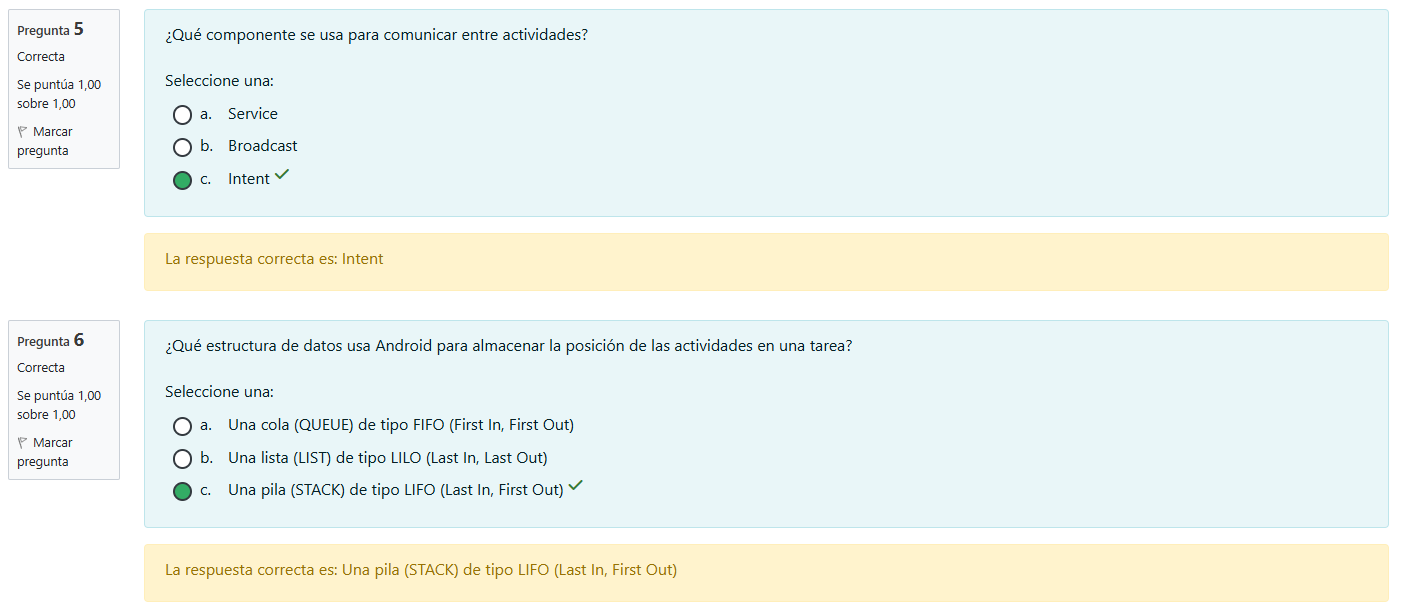 Pregunta 5
Correcta
Se puntúa 1,00
sobre 1,00
Marcar
pregunta
¿Qué componente se usa para comunicar entre actividades?
Seleccione una:
a. Service
b. Broadcast
c. Intent
La respuesta correcta es: Intent
Pregunta 6
Correcta
Se puntúa 1,00
sobre 1,00
Marcar
pregunta
¿Qué estructura de datos usa Android para almacenar la posición de las actividades en una tarea?
Seleccione una:
a. Una cola (QUEUE) de tipo FIFO (First In, First Out)
b. Una lista (LIST) de tipo LILO (Last In, Last Out)
c. Una pila (STACK) de tipo LIFO (Last In, First Out)
La respuesta correcta es: Una pila (STACK) de tipo LIFO (Last In, First Out)